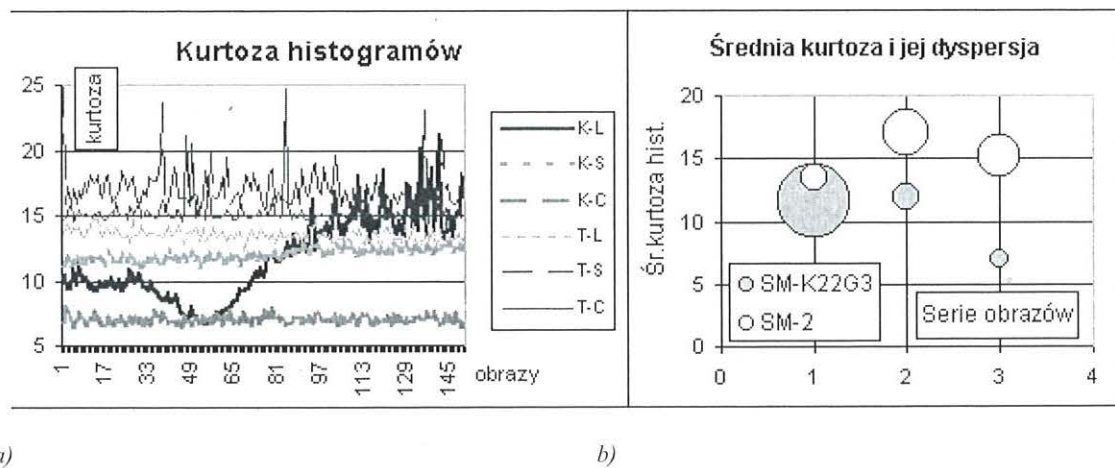 Kurtoza histogramów
kurtoza
25
20
15
10
5
1
17
33
49
65
81
97
113
129
145
obrazy
K-L
K-S
K-C
T-L
T-S
T-C
Średnia kurtoza i jej dyspersja
Śr.kurtoza hist.
20
15
10
5
0
0
1
2
3
4
SM-K22G3
SM-2
Serie obrazów
a)
b)